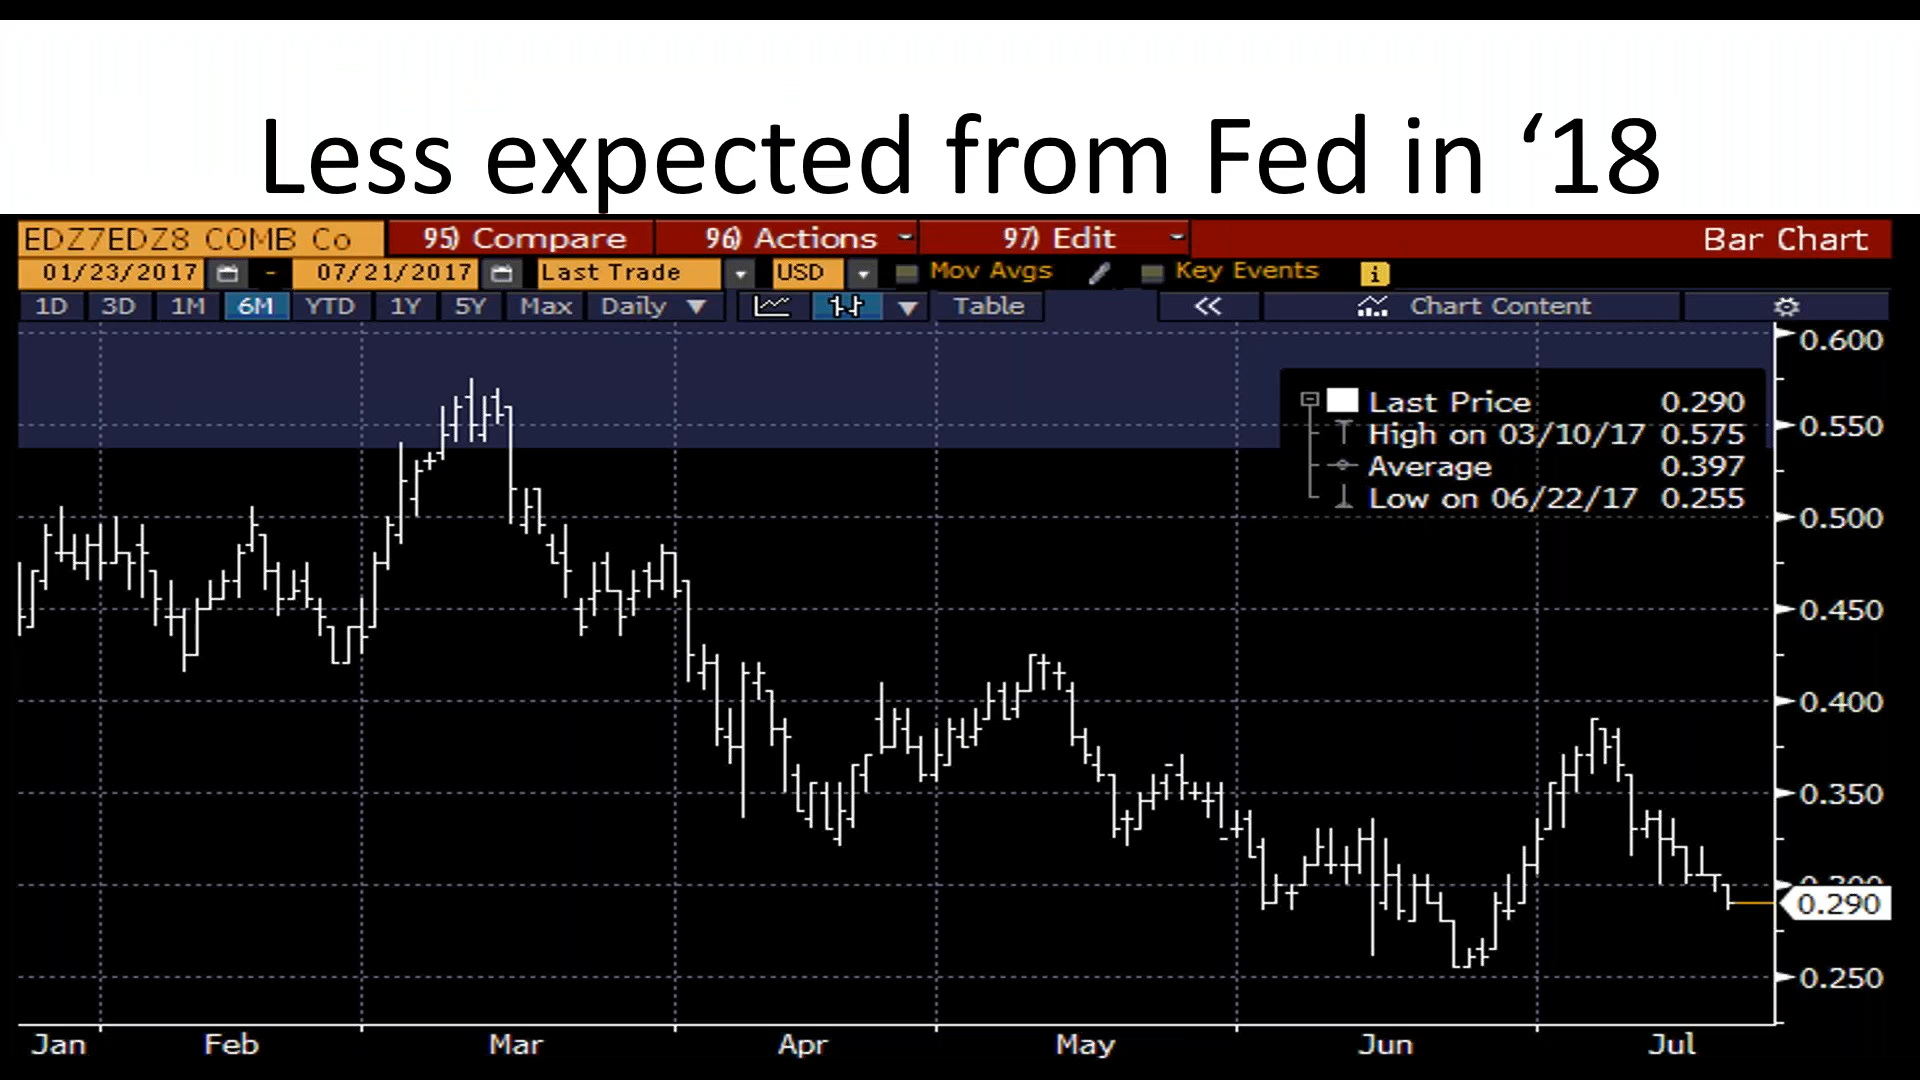 Less expected from Fed in ‘18
EDZ7EDZ8 COMB Co 95) Compare 96) Actions 97) Edit Bar Chart
01/23/2017 - 07/21/2017 Last Trade USD Mov Avgs Key Events i
1D 3D 1M 6M YTD 1Y 5Y Max Daily Table << Chart Content
0.600
Last Price 0.290
High on 03/10/17 0.575
Average 0.397
Low on 06/22/17 0.255
0.550
0.500
0.450
0.400
0.350
0.300
0.290
0.250
Jan Feb Mar Apr May Jun Jul